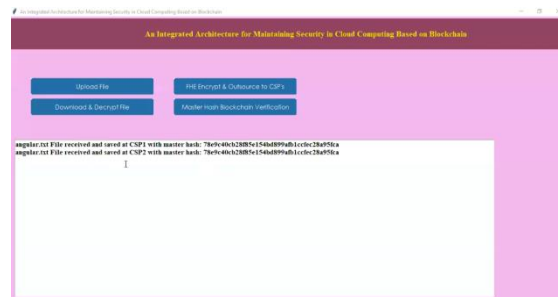 An Integrated Architecture for Maintaining Security in Cloud Computing Based on Blockchain
An Integrated Architecture for Maintaining Security in Cloud Computing Based on Blockchain
Upload File
FHE Encrypt & Outsource to CSP's
Download & Decrypt File
Master Hash Blockchain Verification
angular.txt File received and saved at CSP1 with master hash:
angular.txt File received and saved at CSP2 with master hash: